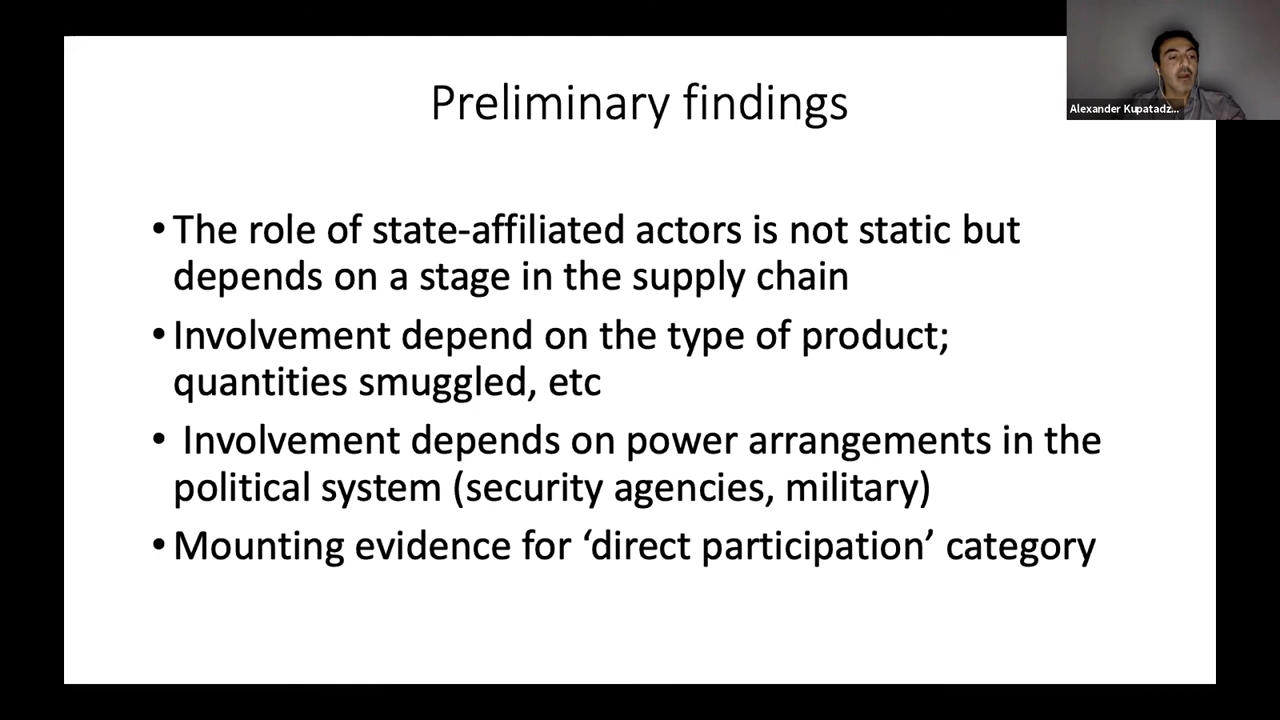 Preliminary findings
Alexander Kupatadz...
•The role of state-affiliated actors is not static but
depends on a stage in the supply chain
•Involvement depend on the type of product;
quantities smuggled, etc
• Involvement depends on power arrangements in the
political system (security agencies, military)
•Mounting evidence for ‘direct participation’ category